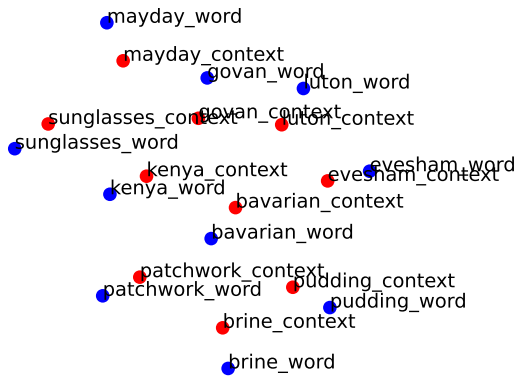 mayday_word
mayday_context
govan_word
luton_word
govan_context
sunglasses_context
luton_context
sunglasses_word
evesham_word
kenya_context
evesham_context
kenya_word
bavarian_context
bavarian_word
patchwork_context
pudding_context
patchwork_word
pudding_word
brine_context
brine_word